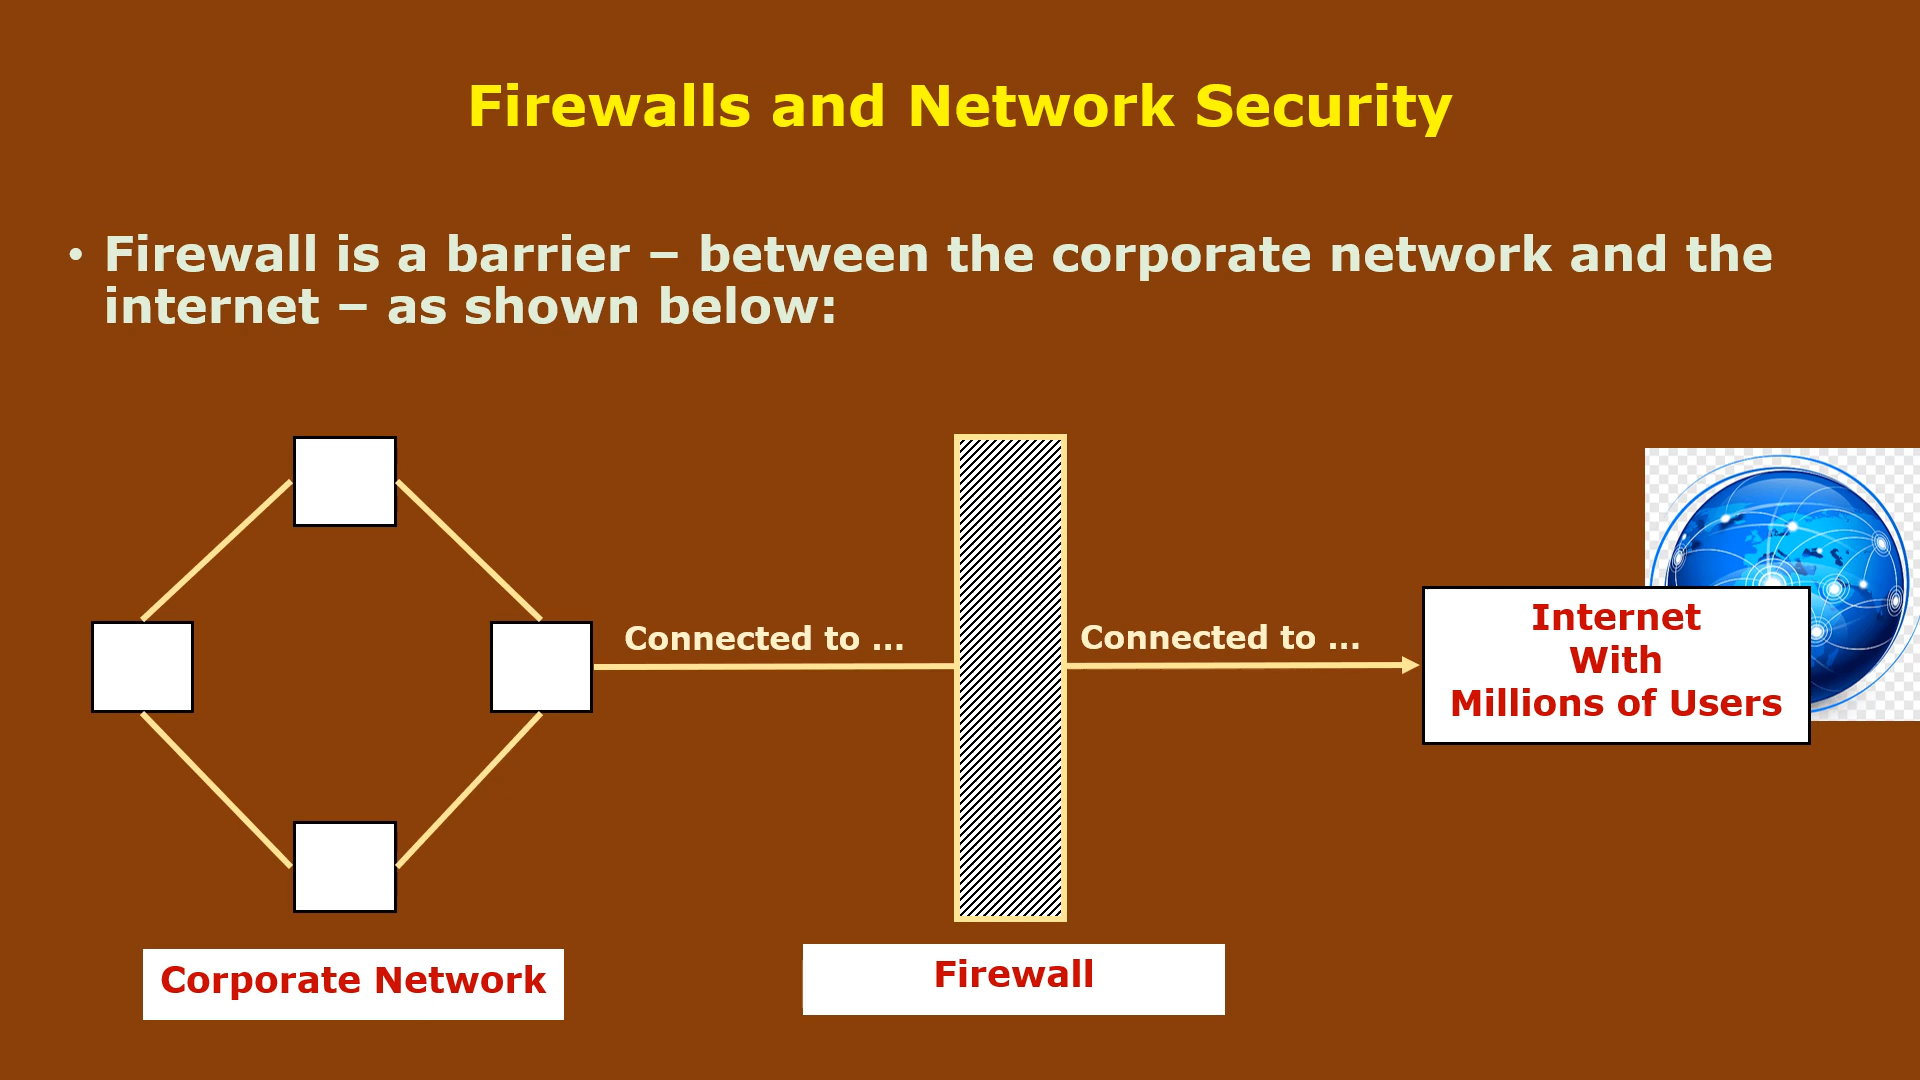 Firewalls and Network Security
• Firewall is a barrier – between the corporate network and the
internet – as shown below:
Connected to ...
Connected to ...
Internet
With
Millions of Users
Corporate Network
Firewall